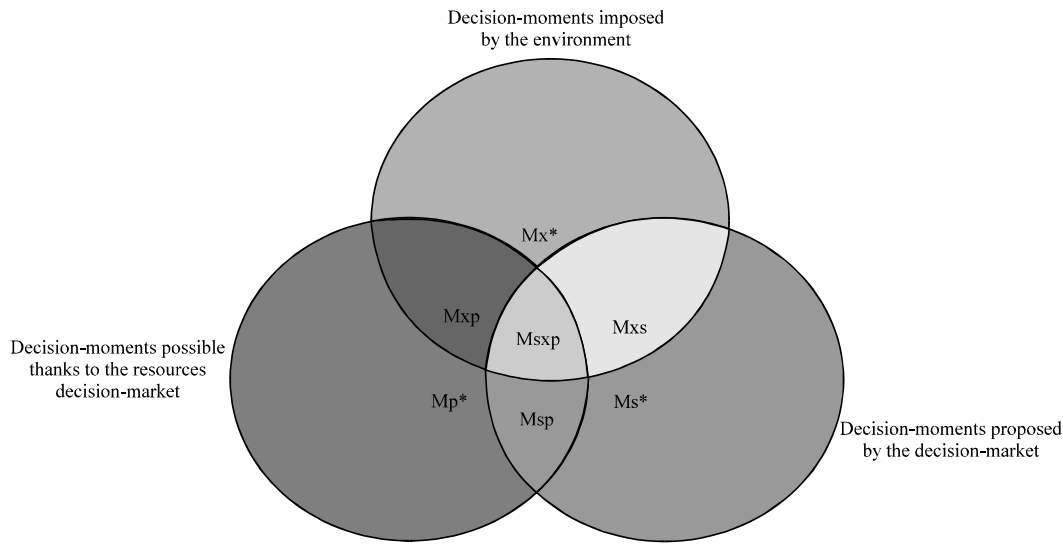 Decision-moments imposed
by the environment
Mx*
Mxp
Msxp
Mxs
Decision-moments possible
thanks to the resources
decision-market
Mp*
Msp
Ms*
Decision-moments proposed
by the decision-market